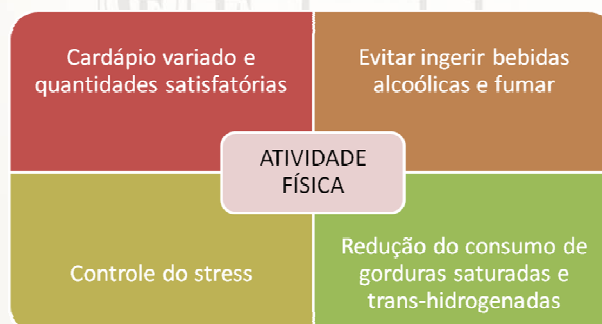 Cardápio variado e
quantidades satisfatórias
Evitar ingerir bebidas
alcoólicas e fumar
ATIVIDADE
FÍSICA
Controle do stress
Redução do consumo de
gorduras saturadas e
trans-hidrogenadas